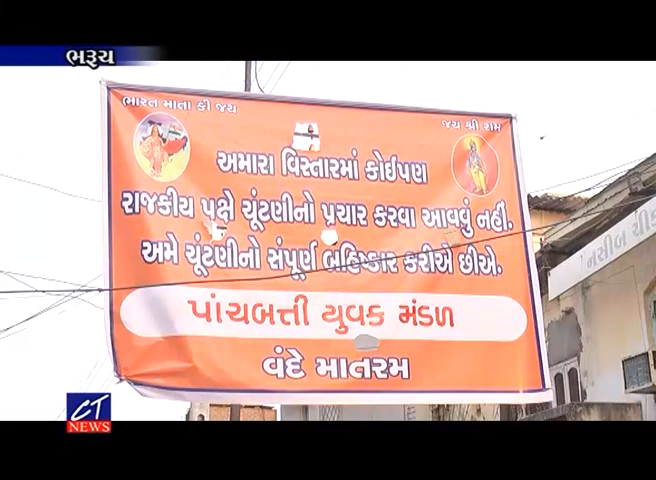 ભરૂચ
ભારત માતા કી જય
જય શ્રી રામ
અમારા વિસ્તારમાં કોઈપણ
રાજકીય પક્ષે ચૂંટણીનો પ્રચાર કરવા આવવું નહીં.
અમે ચૂંટણીનો સંપૂર્ણ બહિષ્કાર કરીએ છીએ.
પાંચબત્તી યુવક મંડળ
વંદે માતરમ
નસીબ
CT
NEWS